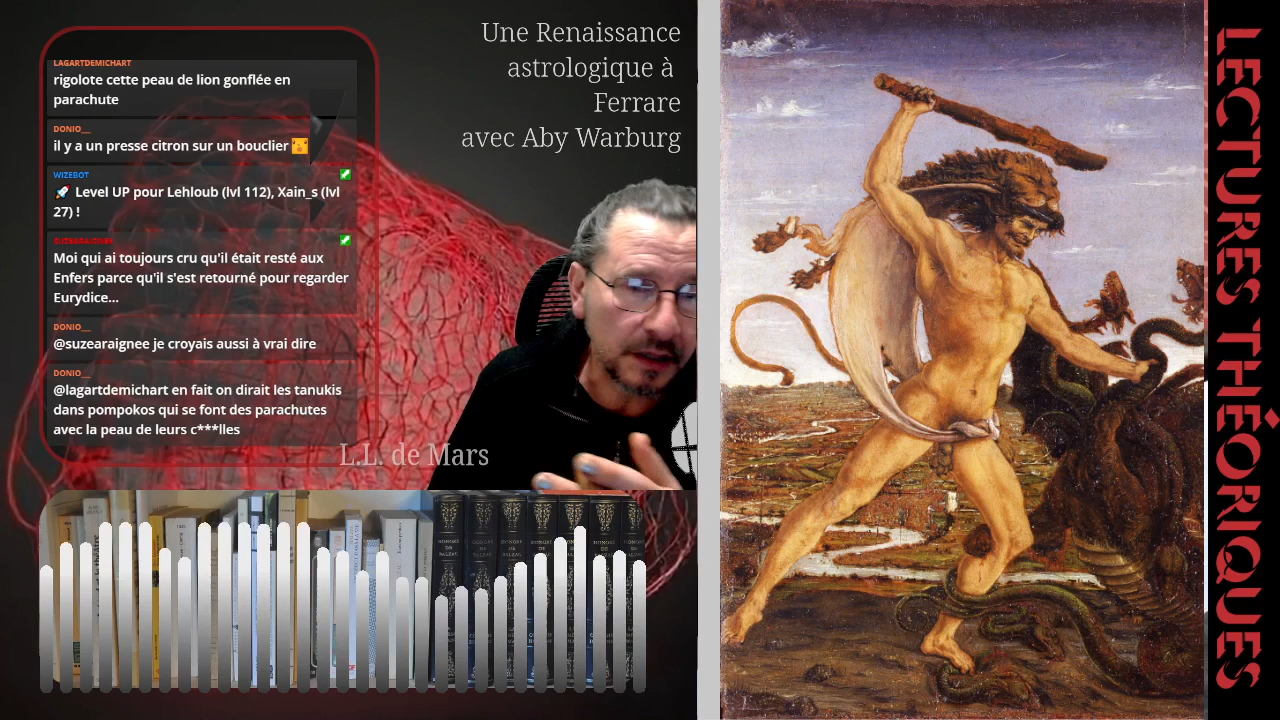 LAGARTDEMICHART
rigolote cette peau de lion gonflée en
parachute
DONIO__
il y a un presse citron sur un bouclier
WIZEBOT
Level UP pour Lehloub (lvl 112), Xain_s (lvl
27) !
SUZEARAIGNEE
Moi qui ai toujours cru qu'il était resté aux
Enfers parce qu'il s'est retourné pour regarder
Eurydice...
DONIO__
@suzearaignee je croyais aussi à vrai dire
DONIO__
@lagartdemichart en fait on dirait les tanukis
dans pompokos qui se font des parachutes
avec la peau de leurs c***lles
Une Renaissance
astrologique à
Ferrare
avec Aby Warburg
L.L. de Mars
HONORÉ
DE
BALZAC
LECTURES THÉORIQUES